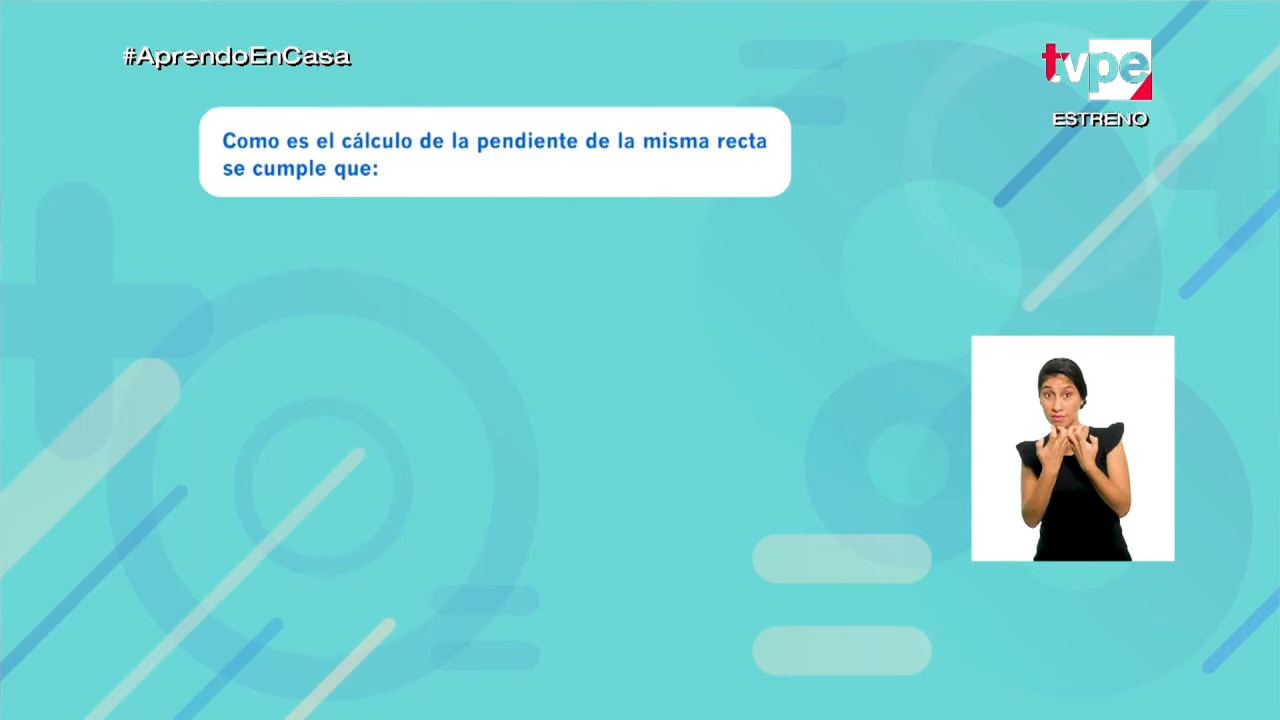 #AprendoEnCasa
tvpe
ESTRENO
Como es el cálculo de la pendiente de la misma recta
se cumple que: